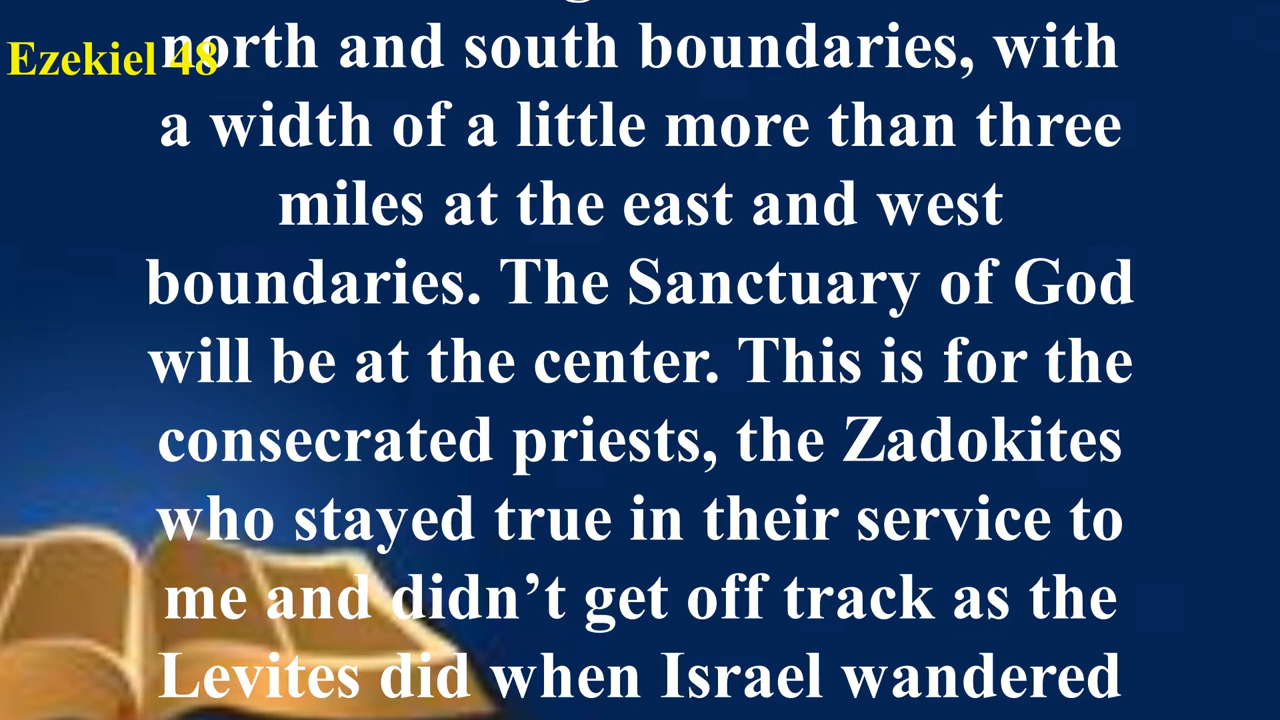 Ezekiel 48
north and south boundaries, with
a width of a little more than three
miles at the east and west
boundaries. The Sanctuary of God
will be at the center. This is for the
consecrated priests, the Zadokites
who stayed true in their service to
me and didn’t get off track as the
Levites did when Israel wandered